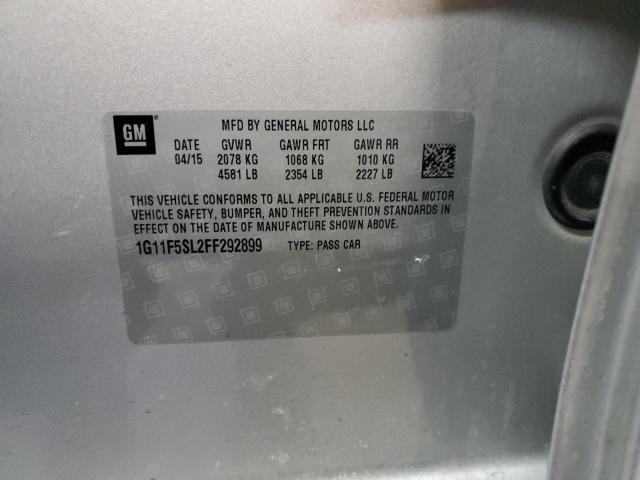 GM
MFD BY GENERAL MOTORS LLC
DATE GVWR GAWR FRT GAWR RR
04/15 2078 KG 1068 KG 1010 KG
4581 LB 2354 LB 2227 LB
THIS VEHICLE CONFORMS TO ALL APPLICABLE U.S. FEDERAL MOTOR
VEHICLE SAFETY, BUMPER, AND THEFT PREVENTION STANDARDS IN
EFFECT ON THE DATE OF MANUFACTURE SHOWN ABOVE.
1G11F5SL2FF292899 TYPE: PASS CAR